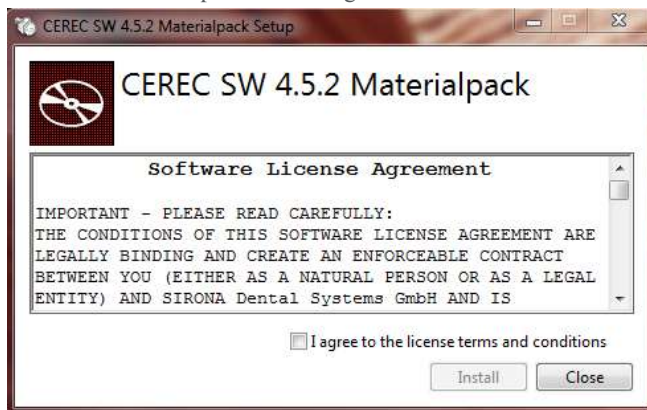 CEREC SW 4.5.2 Materialpack Setup
CEREC SW 4.5.2 Materialpack
Software License Agreement
IMPORTANT - PLEASE READ CAREFULLY:
THE CONDITIONS OF THIS SOFTWARE LICENSE AGREEMENT ARE
LEGALLY BINDING AND CREATE AN ENFORCEABLE CONTRACT
BETWEEN YOU (EITHER AS A NATURAL PERSON OR AS A LEGAL
ENTITY) AND SIRONA Dental Systems GmbH AND IS
I agree to the license terms and conditions
Install
Close